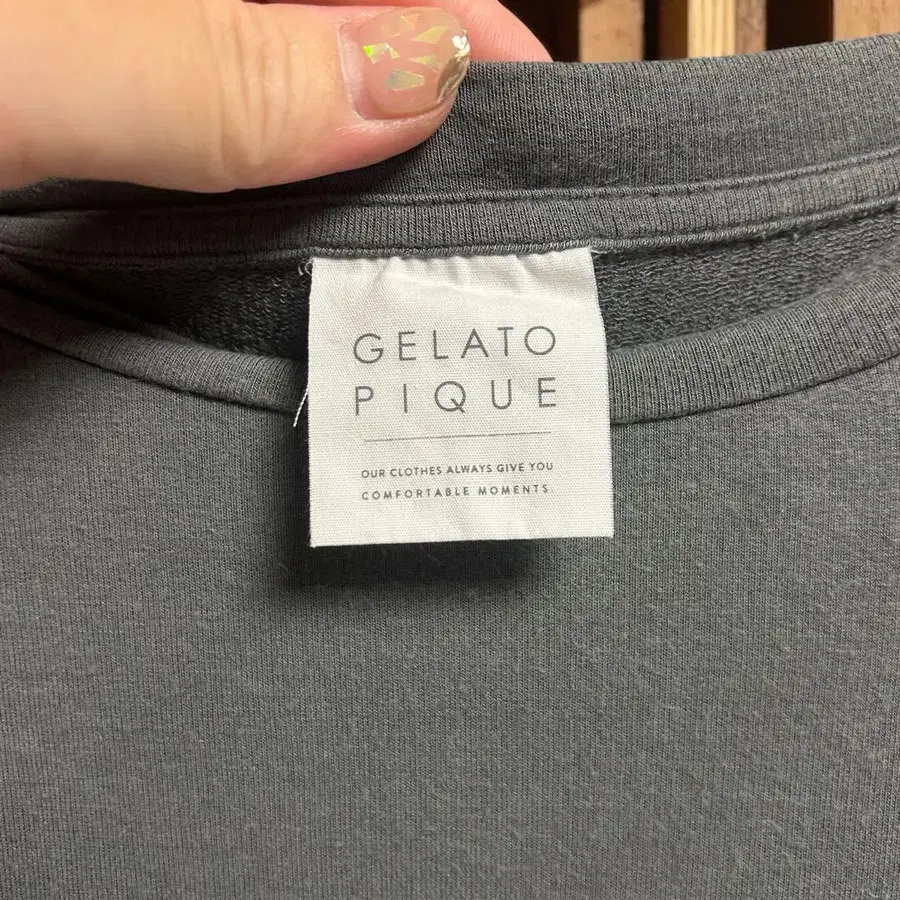 GELATO
PIQUE
OUR CLOTHES ALWAYS GIVE YOU
COMFORTABLE MOMENTS.